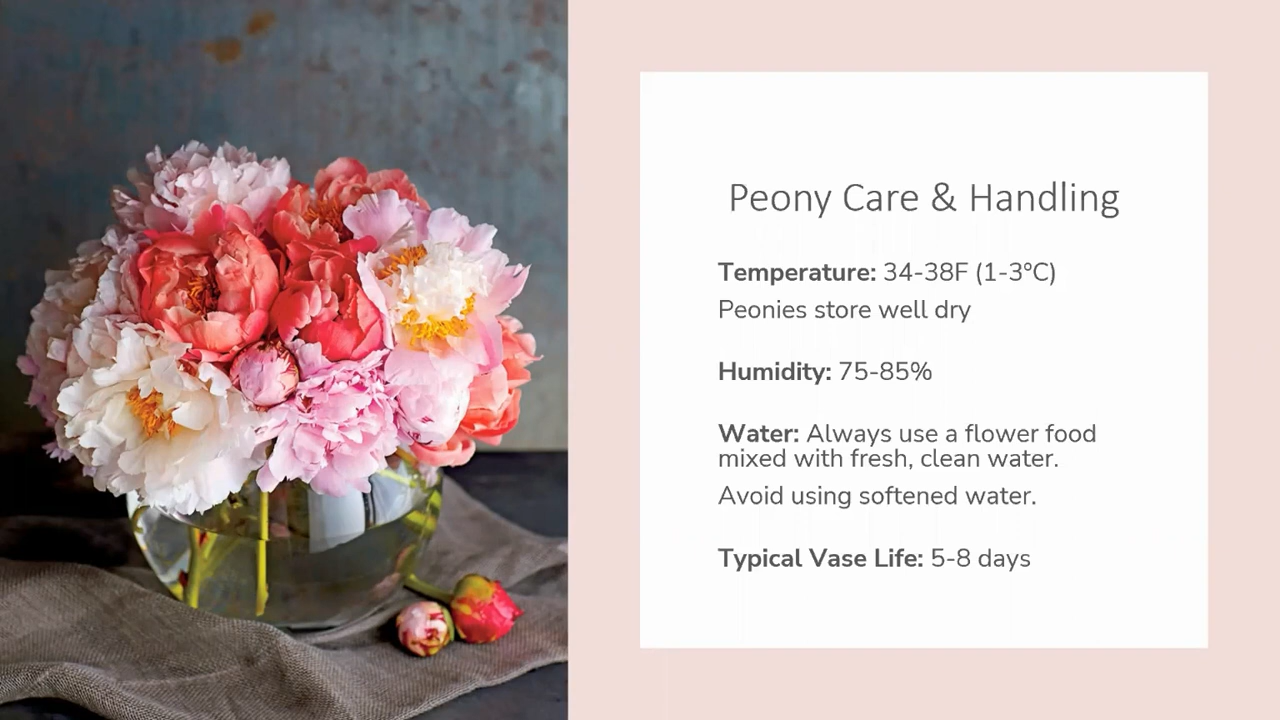 Peony Care & Handling
Temperature: 34-38F (1-3°C)
Peonies store well dry
Humidity: 75-85%
Water: Always use a flower food
mixed with fresh, clean water.
Avoid using softened water.
Typical Vase Life: 5-8 days